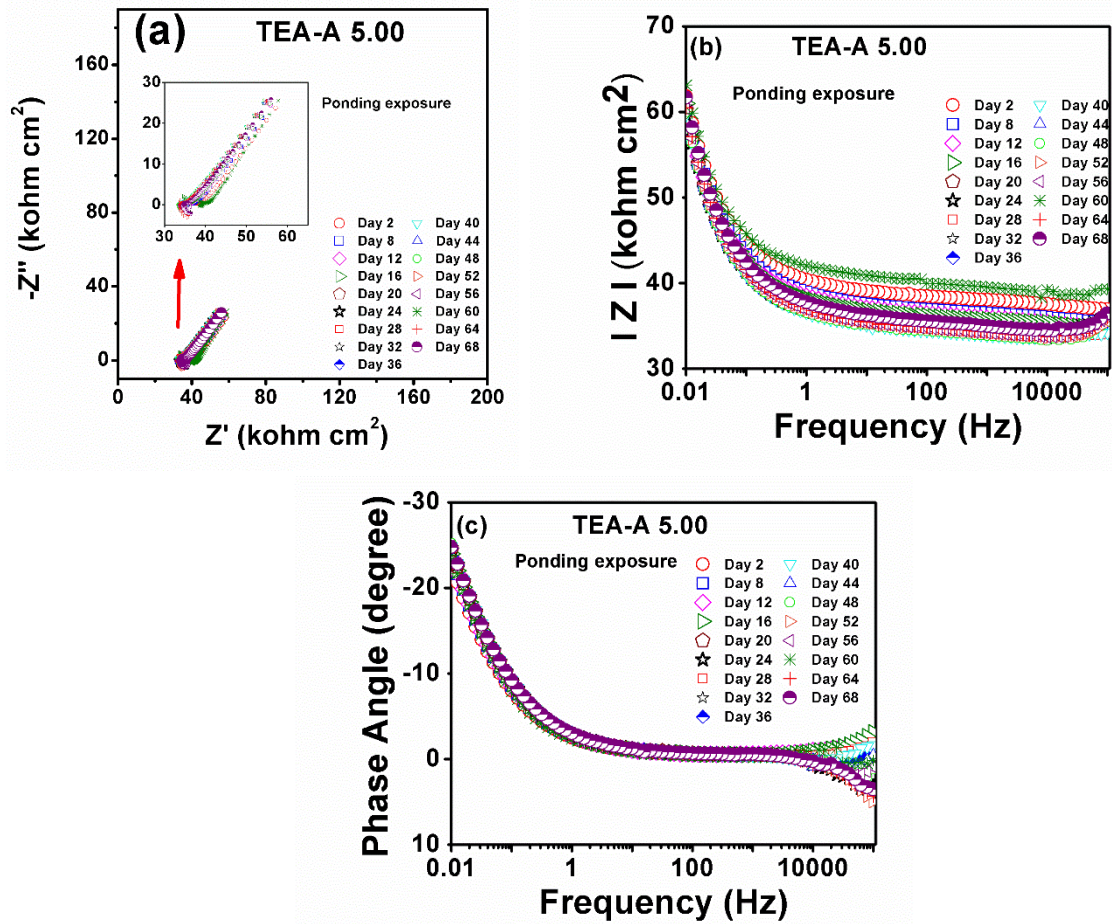 (a)
TEA-A 5.00
-Z'' (kohm cm2)
160
120
80
40
0
0 40 80 120 160 200
Z' (kohm cm2)
30
20
10
0
30 40 50 60
Ponding exposure
Day 2 Day 40
Day 8 Day 44
Day 12 Day 48
Day 16 Day 52
Day 20 Day 56
Day 24 Day 60
Day 28 Day 64
Day 32 Day 68
Day 36
(b)
TEA-A 5.00
Ponding exposure
I Z I (kohm cm2)
70
60
50
40
30
0.01 1 100 10000
Frequency (Hz)
Day 2 Day 40
Day 8 Day 44
Day 12 Day 48
Day 16 Day 52
Day 20 Day 56
Day 24 Day 60
Day 28 Day 64
Day 32 Day 68
Day 36
(c)
TEA-A 5.00
Ponding exposure
Phase Angle (degree)
-30
-20
-10
0
10
0.01 1 100 10000
Frequency (Hz)
Day 2 Day 40
Day 8 Day 44
Day 12 Day 48
Day 16 Day 52
Day 20 Day 56
Day 24 Day 60
Day 28 Day 64
Day 32 Day 68
Day 36